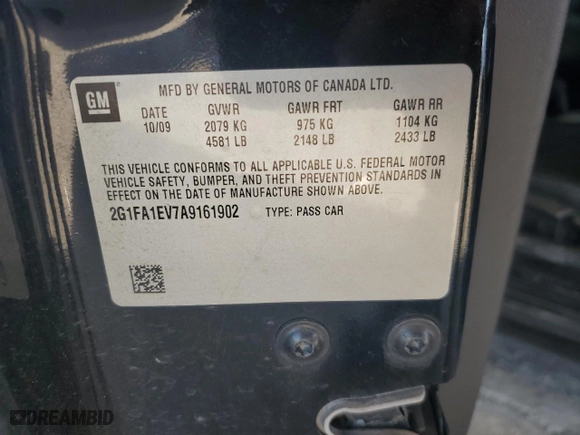 GM
MFD BY GENERAL MOTORS OF CANADA LTD.
DATE GVWR GAWR FRT GAWR RR
10/09 2079 KG 975 KG 1104 KG
4581 LB 2148 LB 2433 LB
THIS VEHICLE CONFORMS TO ALL APPLICABLE U.S. FEDERAL MOTOR
VEHICLE SAFETY, BUMPER, AND THEFT PREVENTION STANDARDS IN
EFFECT ON THE DATE OF MANUFACTURE SHOWN ABOVE.
2G1FA1EV7A9161902 TYPE: PASS CAR
DREAMBID